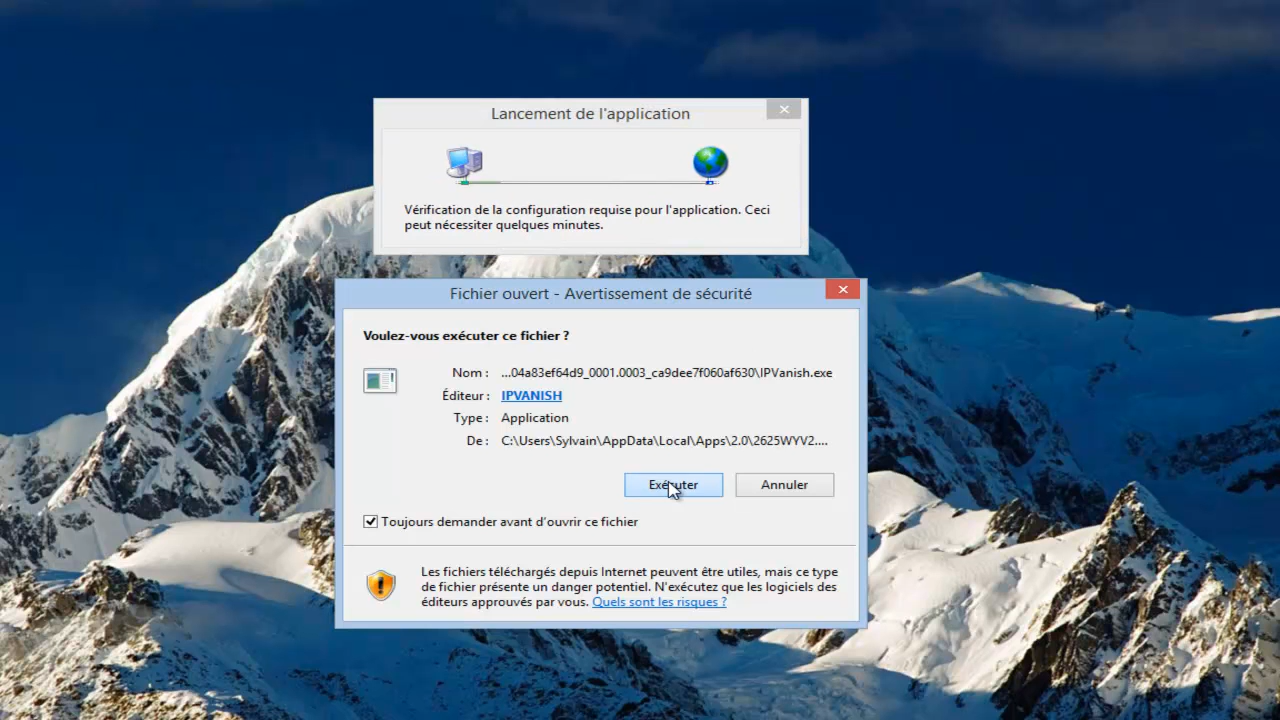 Lancement de l'application
Vérification de la configuration requise pour l'application. Ceci
peut nécessiter quelques minutes.
Fichier ouvert - Avertissement de sécurité
Voulez-vous exécuter ce fichier ?
Nom : ...04a83ef64d9_0001.0003_ca9dee7f060af630\IPVanish.exe
Éditeur : IPVANISH
Type : Application
De : C:\Users\Sylvain\AppData\Local\Apps\2.0\2625WYV2....
Exécuter Annuler
Toujours demander avant d'ouvrir ce fichier
Les fichiers téléchargés depuis Internet peuvent être utiles, mais ce type
de fichier présente un danger potentiel. N'exécutez que les logiciels des
éditeurs approuvés par vous. Quels sont les risques ?